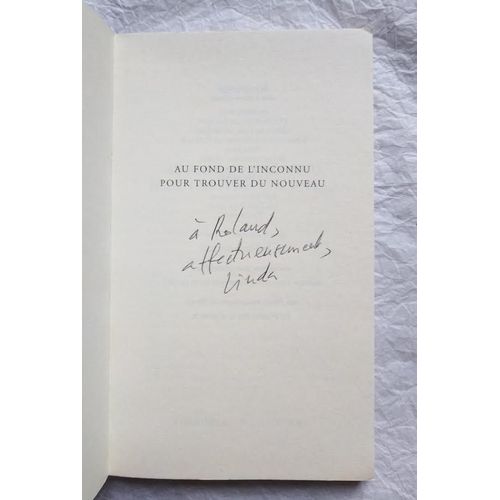 AU FOND DE L'INCONNU
POUR TROUVER DU NOUVEAU
à Roland,
affectueusement,
Linda